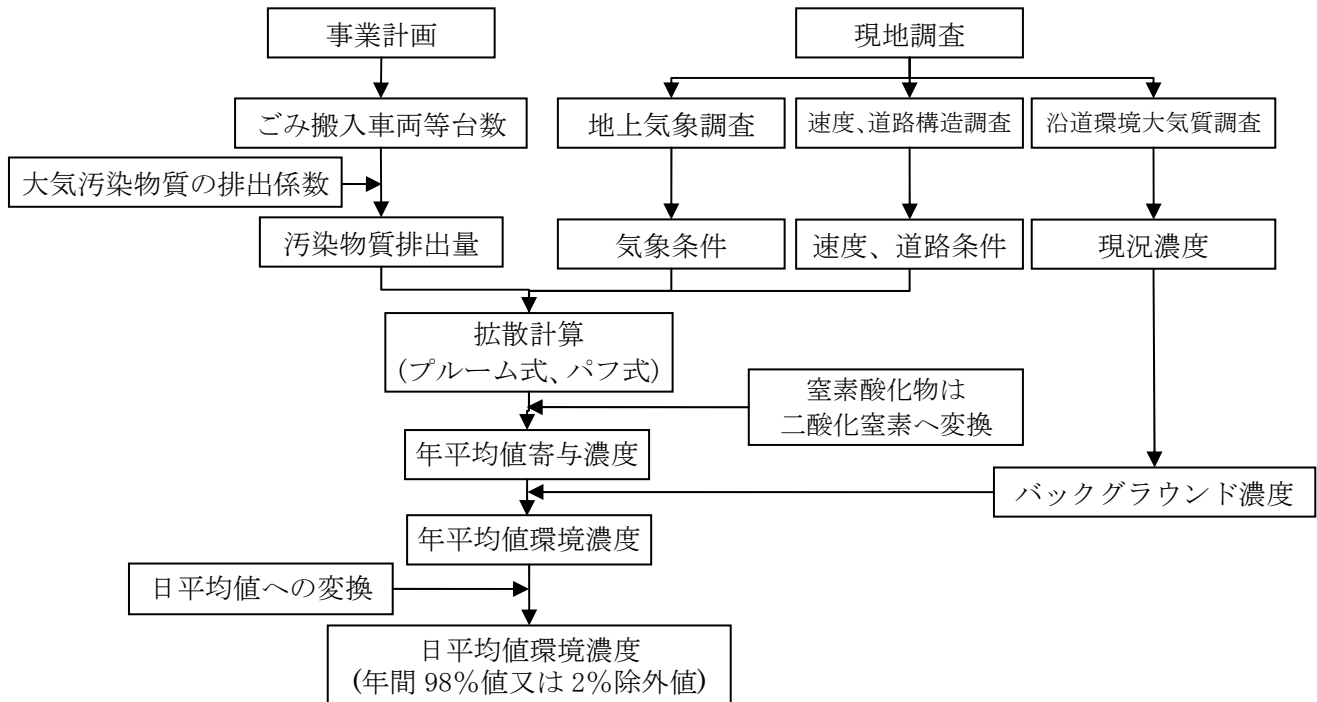 事業計画
現地調査
ごみ搬入車両等台数
地上気象調査
速度、道路構造調査
沿道環境大気質調査
大気汚染物質の排出係数
汚染物質排出量
気象条件
速度、道路条件
現況濃度
拡散計算
(プルーム式、パフ式)
窒素酸化物は
二酸化窒素へ変換
年平均値寄与濃度
バックグラウンド濃度
年平均値環境濃度
日平均値への変換
日平均値環境濃度
(年間 98%値又は 2%除外値)